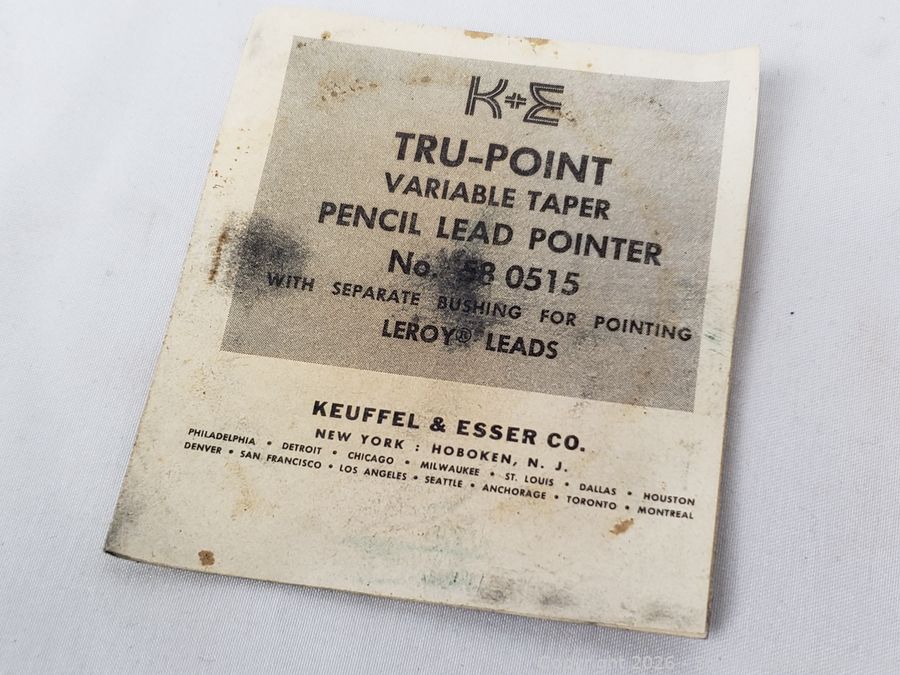 K+E
TRU-POINT
VARIABLE TAPER
PENCIL LEAD POINTER
No. 58 0515
WITH SEPARATE BUSHING FOR POINTING
LEROY® LEADS
KEUFFEL & ESSER CO.
NEW YORK : HOBOKEN, N. J.
PHILADELPHIA • DETROIT • CHICAGO • MILWAUKEE • ST. LOUIS • DALLAS • HOUSTON
DENVER • SAN FRANCISCO • LOS ANGELES • SEATTLE • ANCHORAGE • TORONTO • MONTREAL
Copyright 2026